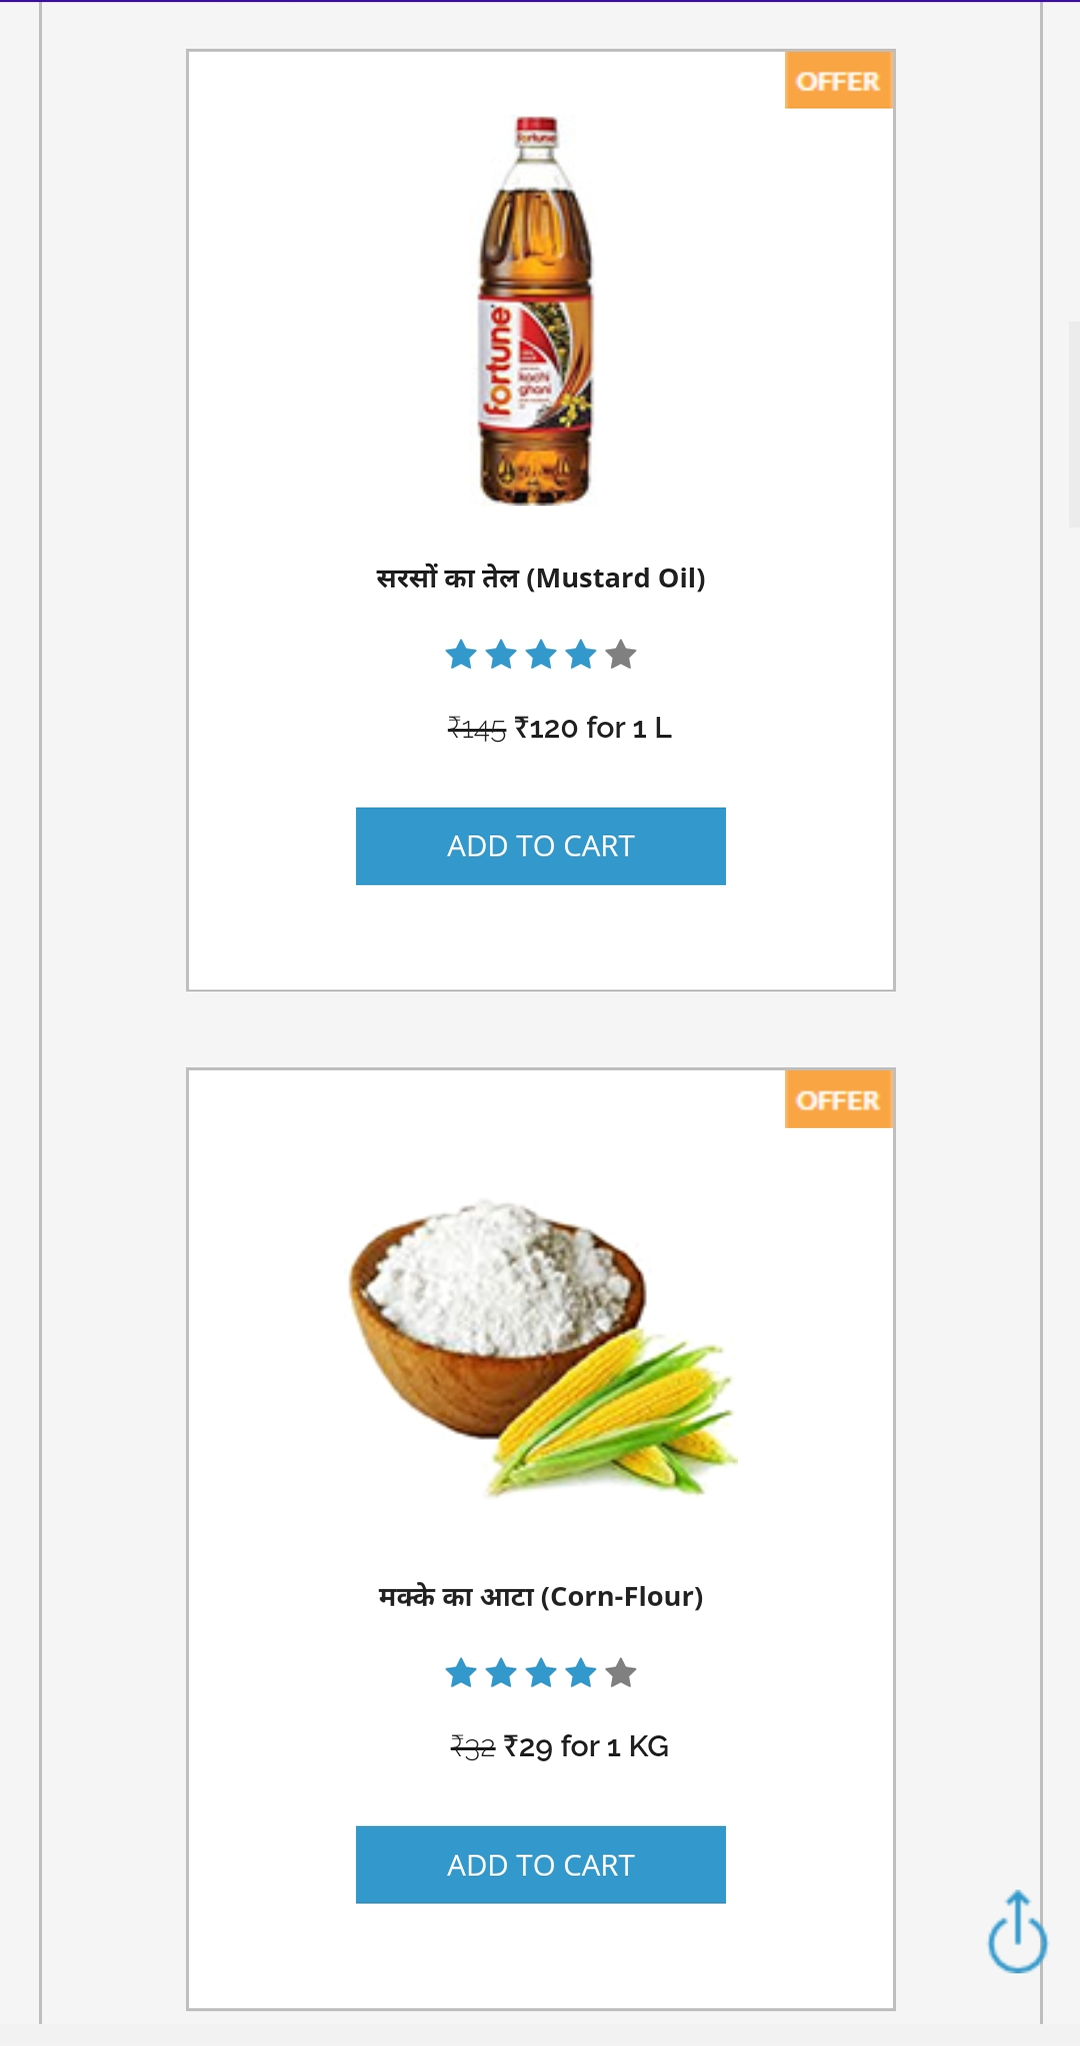 OFFER
fortune
fortune
kachi
ghani
सरसों का तेल (Mustard Oil)
₹145 ₹120 for 1 L
ADD TO CART
OFFER
मक्के का आटा (Corn-Flour)
₹32 ₹29 for 1 KG
ADD TO CART